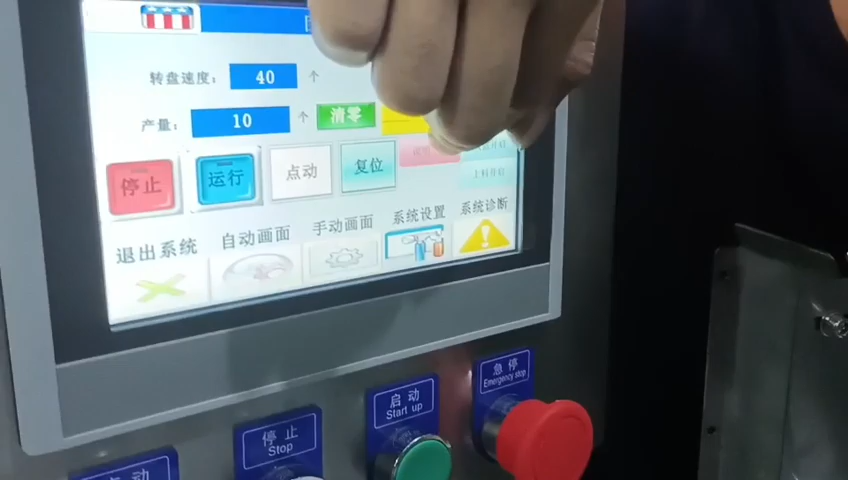 转盘速度： 40 个
产量： 10 个 清零
停止 运行 点动 复位
上料开启
退出系统 自动画面 手动画面 系统设置 系统诊断
急停
Emergency stop
启动
Start up
停止
Stop
点动